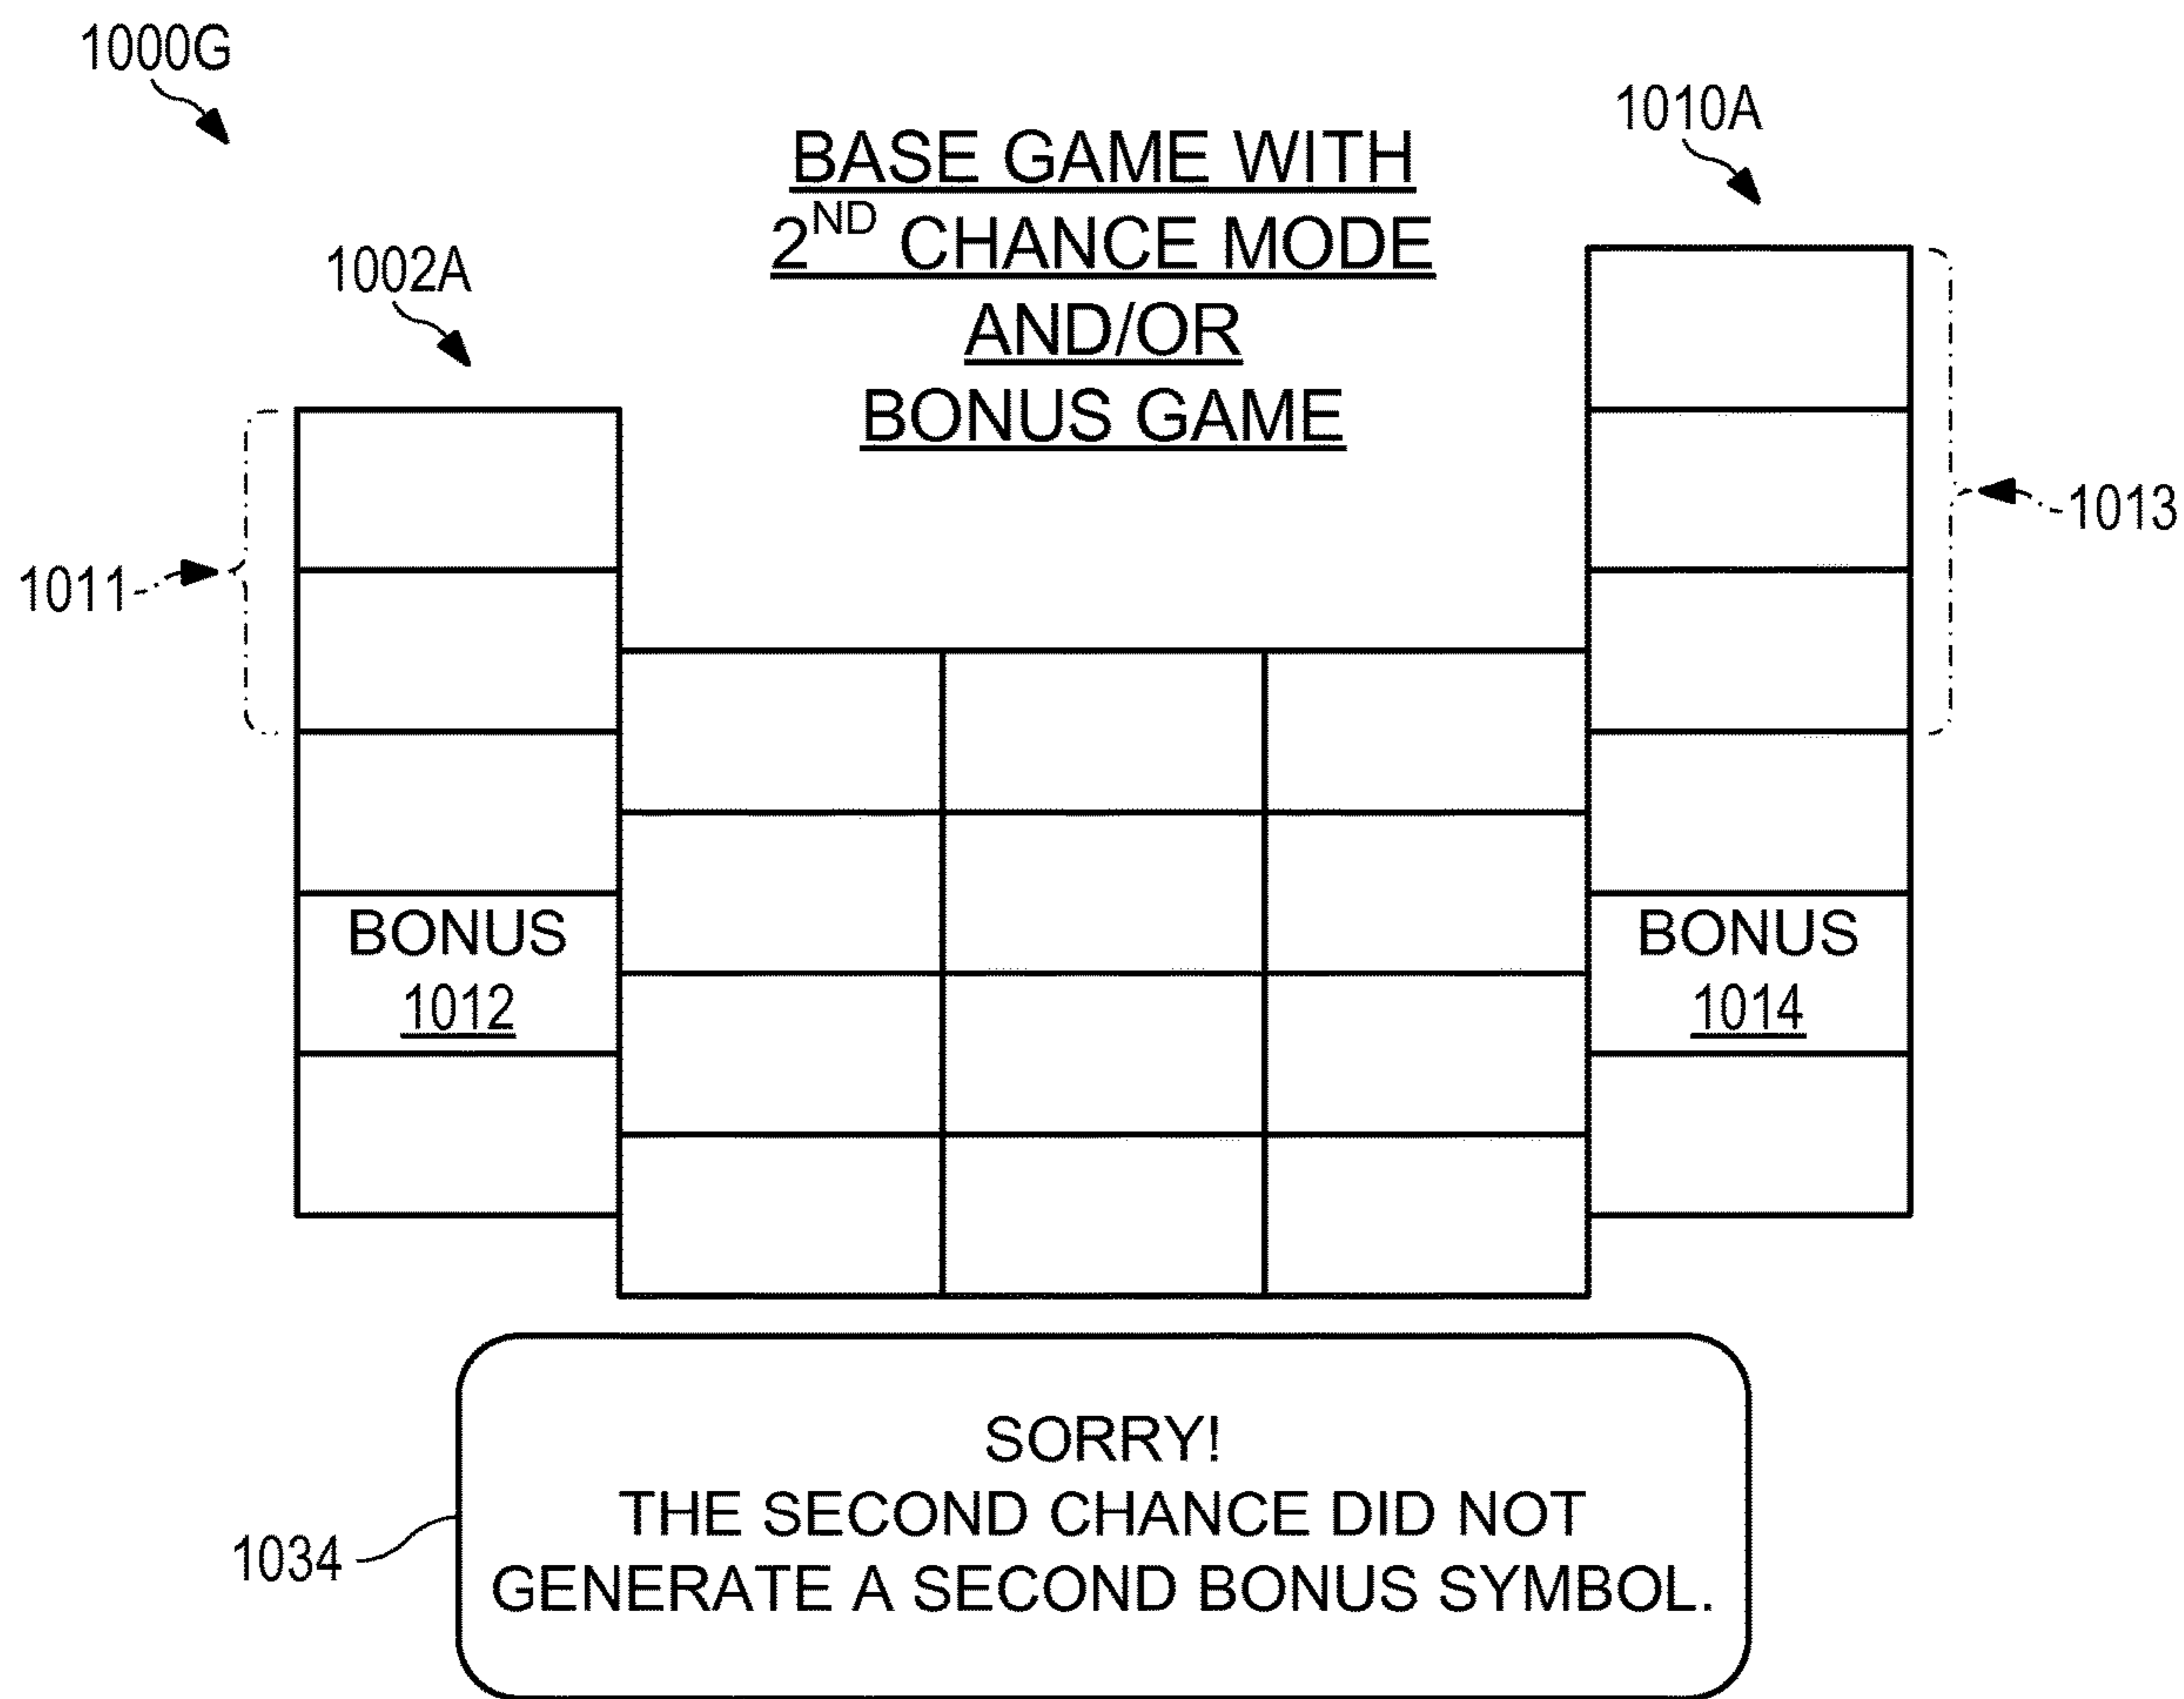 1000G
1010A
BASE GAME WITH
2ND CHANCE MODE
AND/OR
BONUS GAME
1002A
1013
1011
BONUS
1012
BONUS
1014
SORRY!
THE SECOND CHANCE DID NOT
GENERATE A SECOND BONUS SYMBOL.
1034